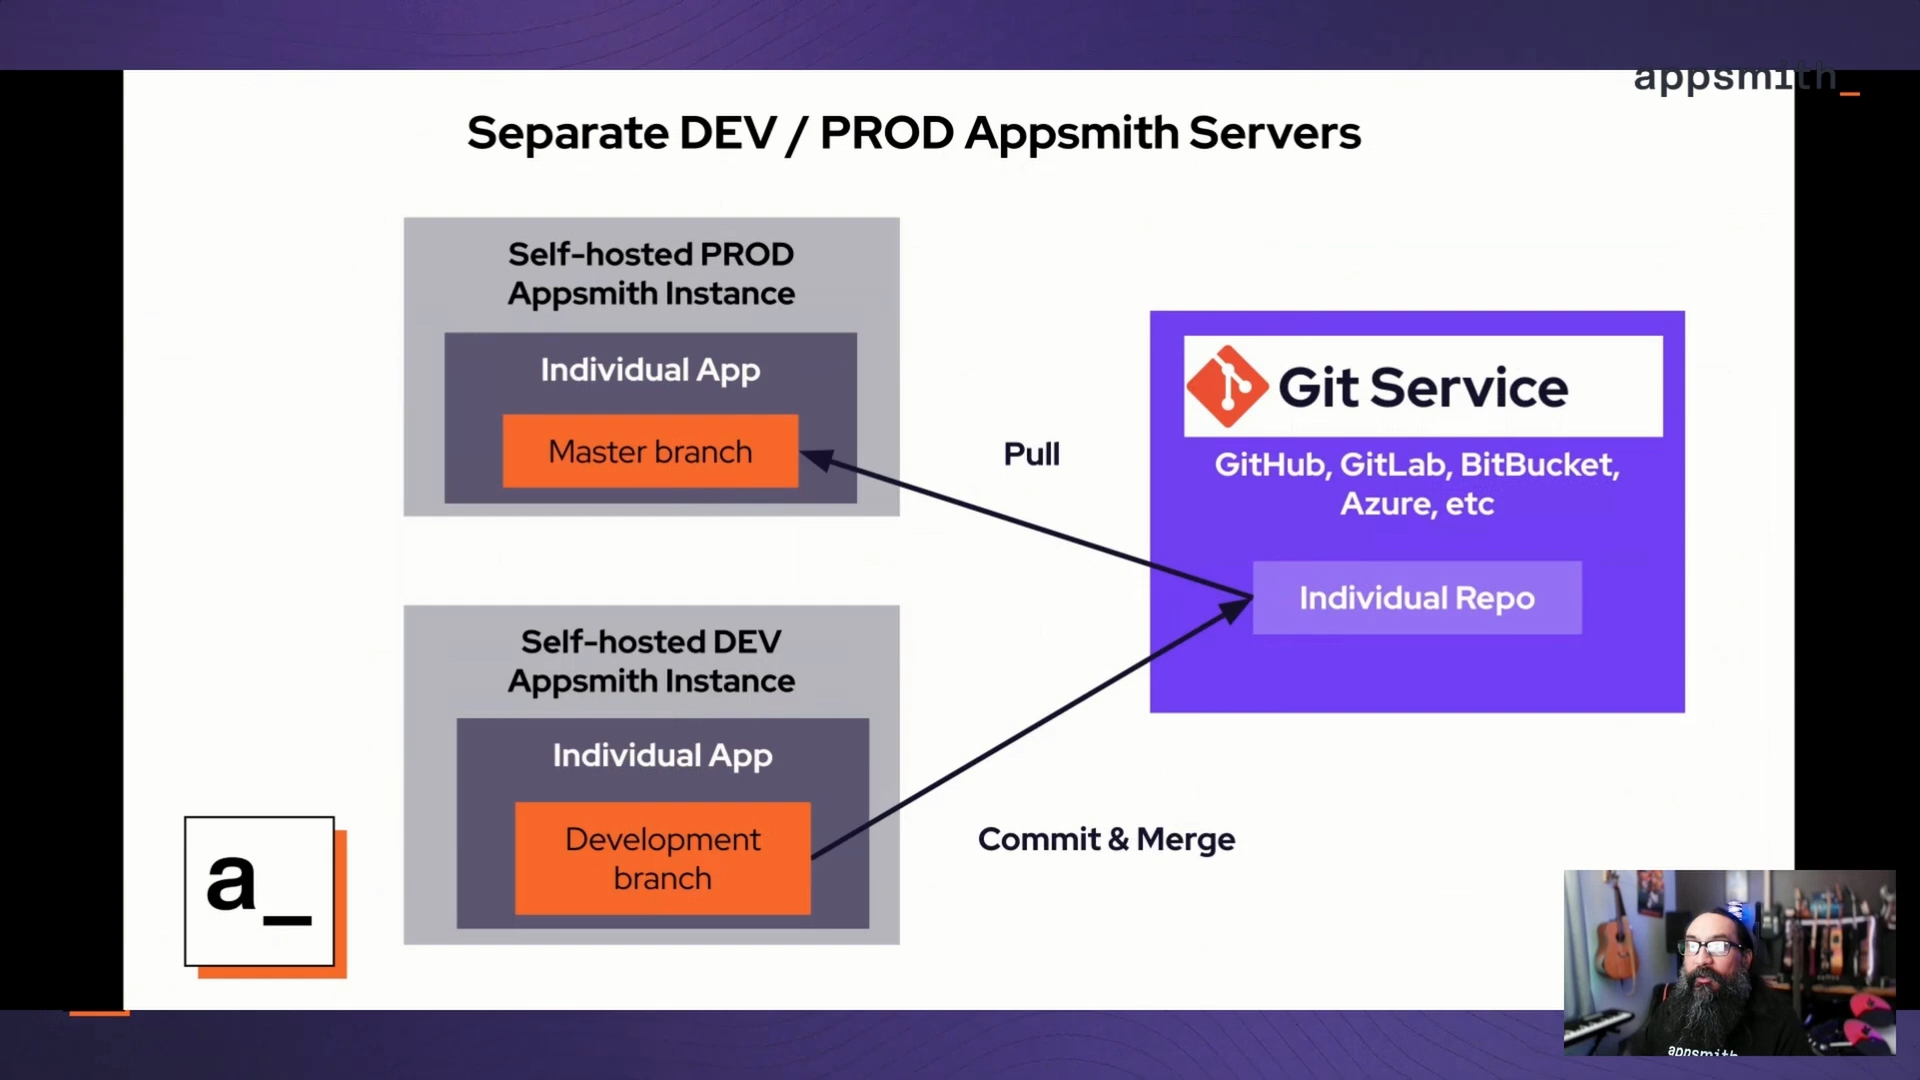 appsmith_
Separate DEV / PROD Appsmith Servers
Self-hosted PROD
Appsmith Instance
Individual App
Master branch
Pull
Git Service
GitHub, GitLab, BitBucket,
Azure, etc
Individual Repo
Self-hosted DEV
Appsmith Instance
Individual App
Development
branch
Commit & Merge
a_
appsmith